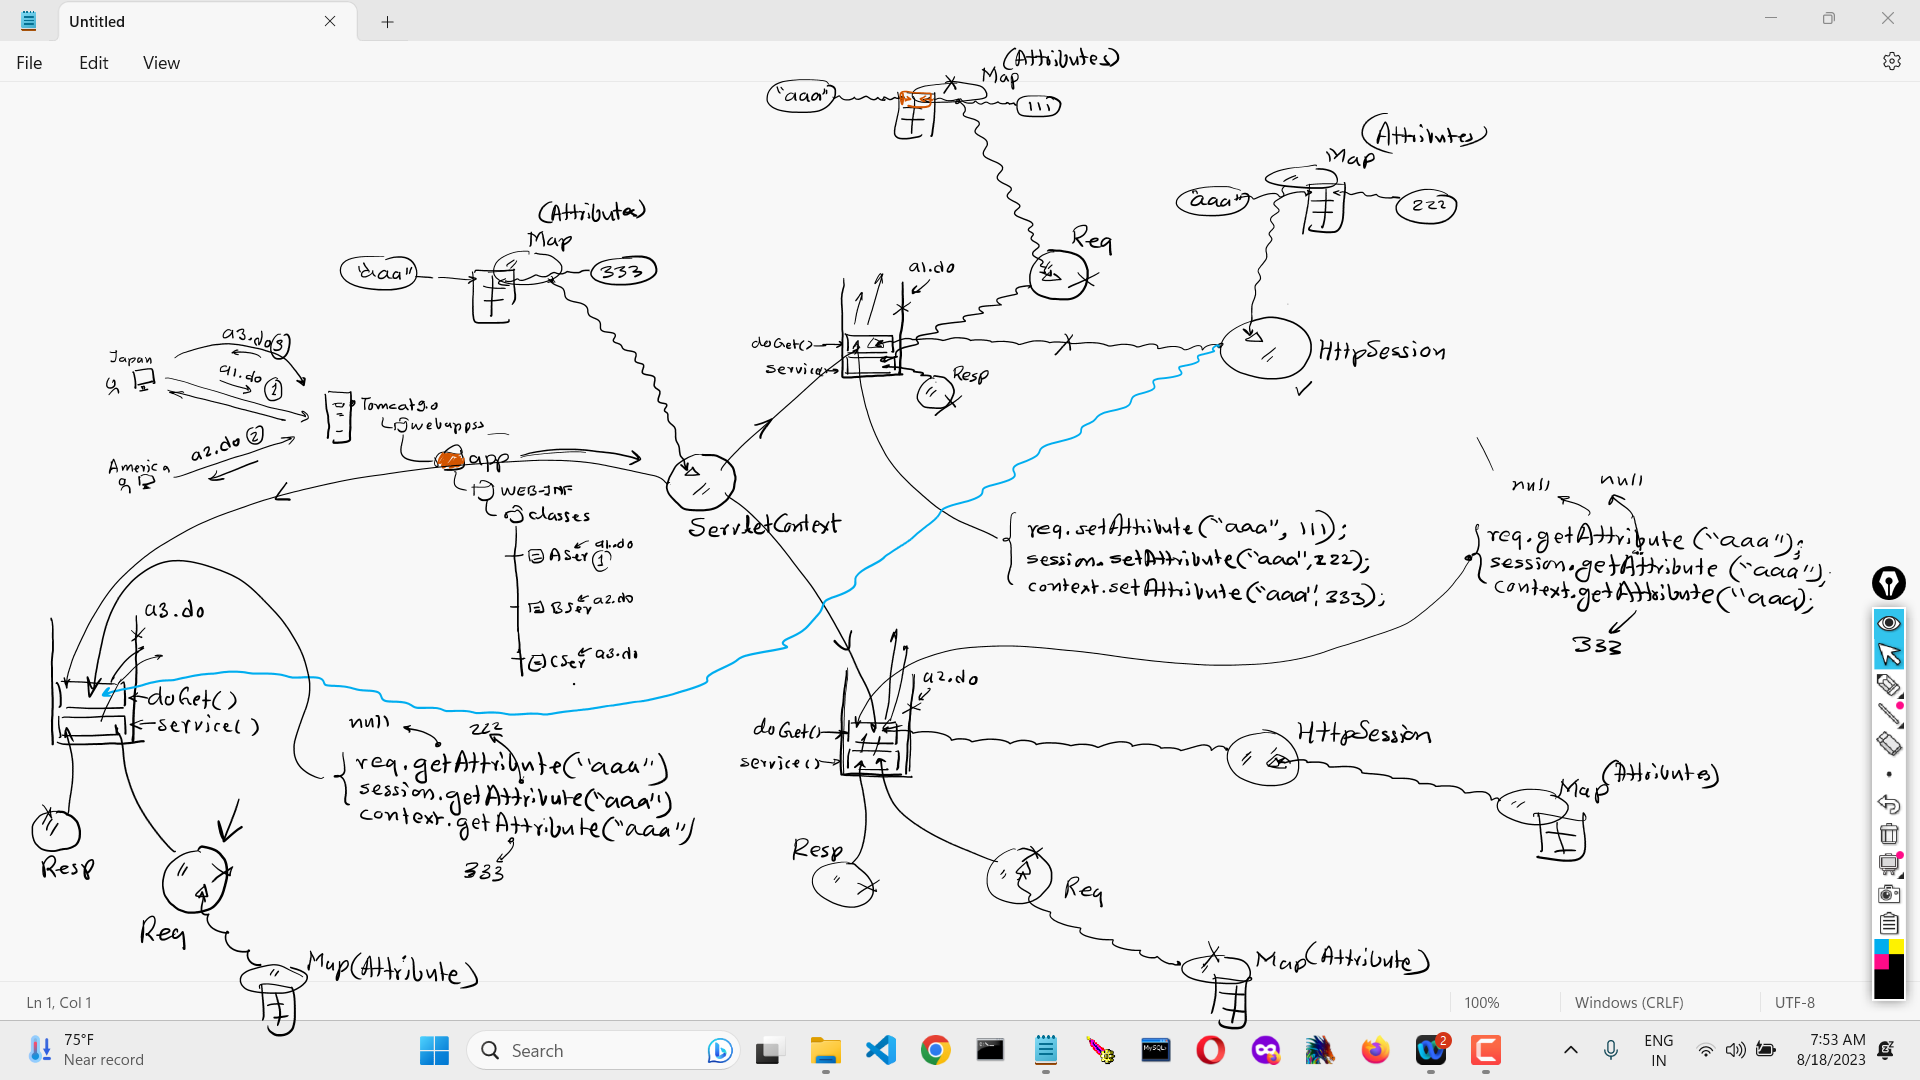 Untitled
File Edit View
(Attributes)
Map
"aaa"
111
(Attributes)
Map
"aaa"
222
(Attributes)
Map
"aaa"
333
Req
a1.do
doGet()
service
Resp
HttpSession
Japan
a3.do 3
a1.do 1
a2.do 2
America
Tomcat9.0
webappss
app
WEB-INF
classes
ASer a1.do
1
BSer a2.do
CSer a3.do
ServletContext
req.setAttribute("aaa", 111);
session.setAttribute("aaa",222);
context.setAttribute("aaa",333);
null null
req.getAttribute("aaa");
session.getAttribute("aaa");
context.getAttribute("aaa);
333
a3.do
doGet()
service()
Resp
Req
Map(Attribute)
null 222
req.getAttribute("aaa")
session.getAttribute("aaa")
context.getAttribute("aaa")
333
a2.do
doGet()
service()
HttpSession
Map (Attributes)
Resp
Req
Map(Attribute)
Ln 1, Col 1 100% Windows (CRLF) UTF-8
75°F
Near record
Search
MySQL
2
ENG
IN
7:53 AM
8/18/2023